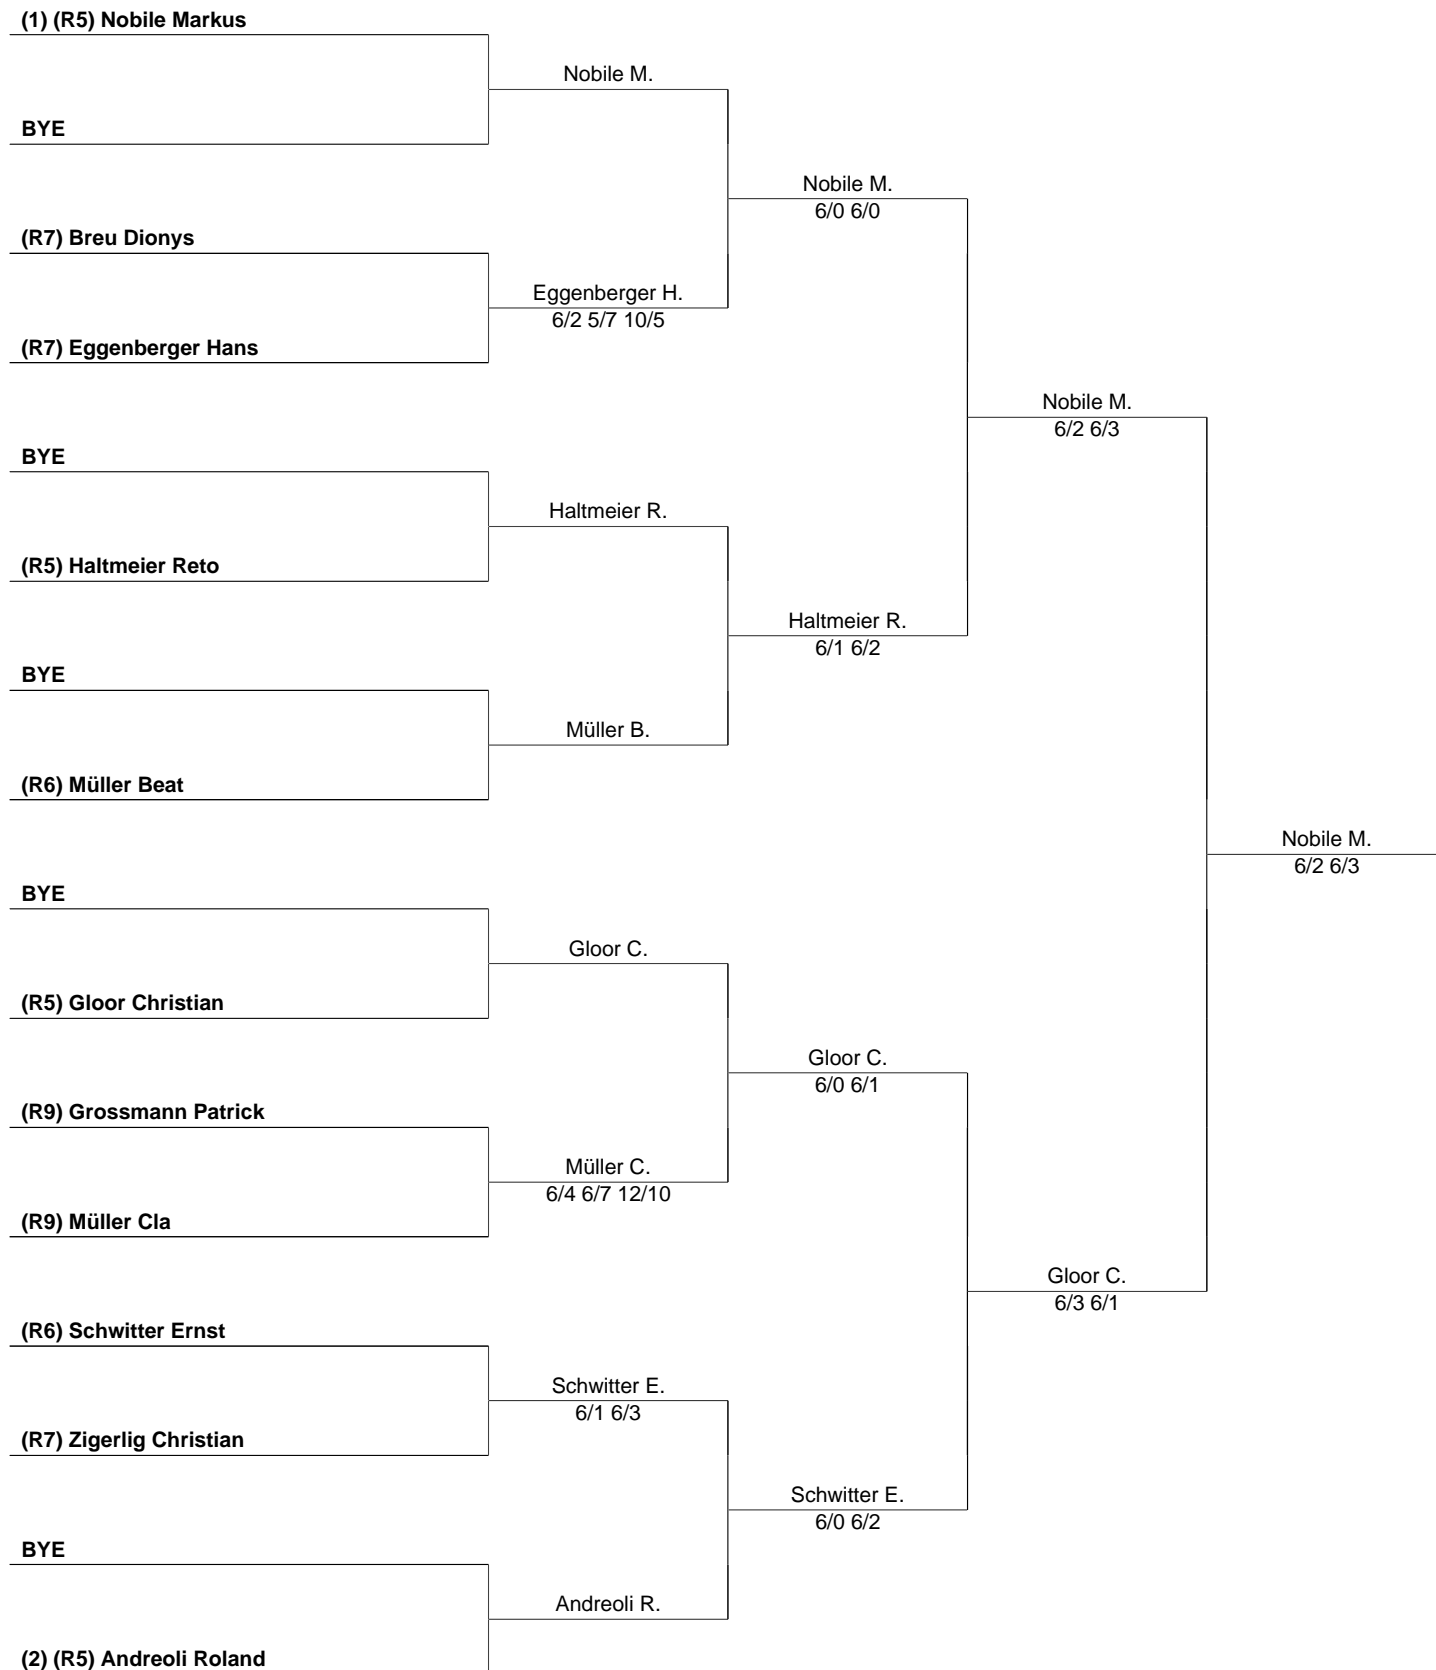 (1) (R5) Nobile Markus
Nobile M.
BYE
Nobile M.
6/0 6/0
(R7) Breu Dionys
Eggenberger H.
6/2 5/7 10/5
(R7) Eggenberger Hans
Nobile M.
6/2 6/3
BYE
Haltmeier R.
(R5) Haltmeier Reto
Haltmeier R.
6/1 6/2
BYE
Müller B.
(R6) Müller Beat
Nobile M.
6/2 6/3
BYE
Gloor C.
(R5) Gloor Christian
Gloor C.
6/0 6/1
(R9) Grossmann Patrick
Müller C.
6/4 6/7 12/10
(R9) Müller Cla
Gloor C.
6/3 6/1
(R6) Schwitter Ernst
Schwitter E.
6/1 6/3
(R7) Zigerlig Christian
Schwitter E.
6/0 6/2
BYE
Andreoli R.
(2) (R5) Andreoli Roland